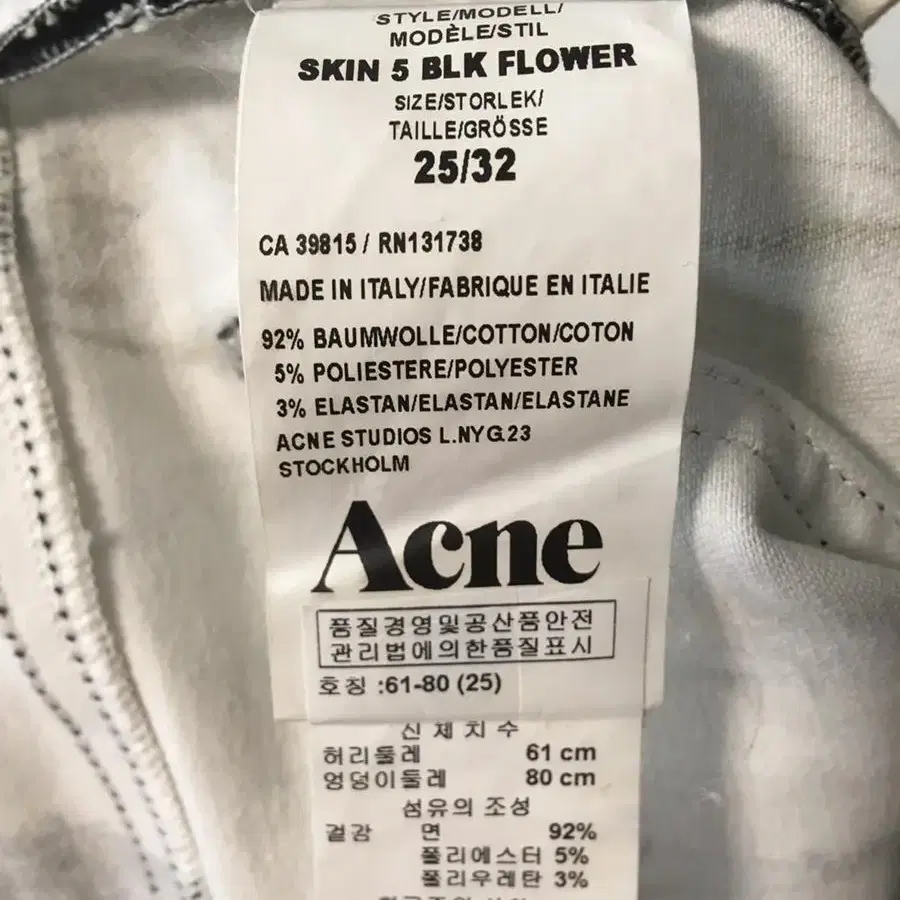 STYLE/MODELL/
MODÈLE/STIL
SKIN 5 BLK FLOWER
SIZE/STORLEK/
TAILLE/GRÖSSE
25/32
CA 39815 / RN131738
MADE IN ITALY/FABRIQUE EN ITALIE
92% BAUMWOLLE/COTTON/COTON
5% POLIESTERE/POLYESTER
3% ELASTAN/ELASTAN/ELASTANE
ACNE STUDIOS L.NYG.23
STOCKHOLM
Acne
품질경영및공산품안전
관리법에의한품질표시
호칭 :61-80 (25)
신 체 치 수
허리둘레 61 cm
엉덩이둘레 80 cm
섬유의 조성
겉감 면 92%
폴리에스터 5%
폴리우레탄 3%